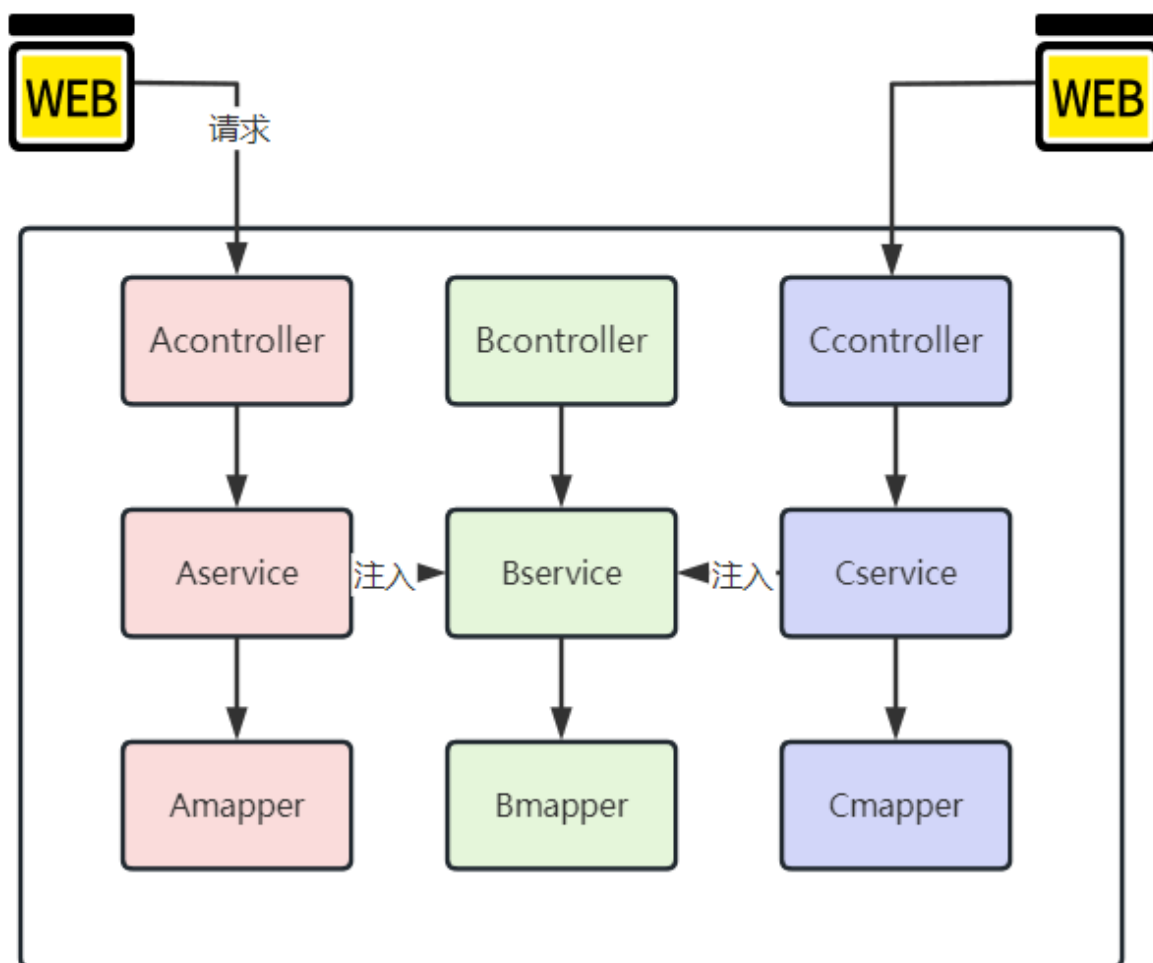 WEB
WEB
请求
Acontroller
Bcontroller
Ccontroller
Aservice
注入
Bservice
注入
Cservice
Amapper
Bmapper
Cmapper